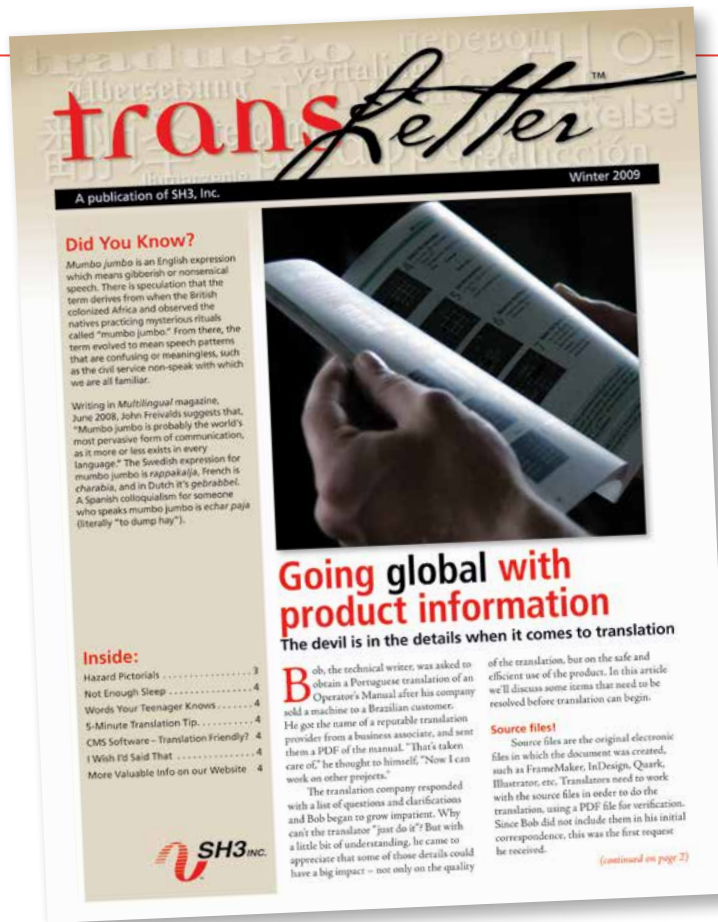 tradução
перевод
번역
Übersetzung
vertaling
trans Letter™
A publication of SH3, Inc.
Winter 2009
Did You Know?
Mumbo jumbo is an English expression
which means gibberish or nonsensical
speech. There is speculation that the
term derives from when the British
colonized Africa and observed the
natives practicing mysterious rituals
called "mumbo jumbo." From there, the
term evolved to mean speech patterns
that are confusing or meaningless, such
as the civil service non-speak with which
we are all familiar.
Writing in Multilingual magazine,
June 2008, John Freivalds suggests that,
"Mumbo jumbo is probably the world's
most pervasive form of communication,
as it more or less exists in every
language." The Swedish expression for
mumbo jumbo is rappakalja, French is
charabia, and in Dutch it's gebrabbel.
A Spanish colloquialism for someone
who speaks mumbo jumbo is echar paja
(literally "to dump hay").
Inside:
Hazard Pictorials . . . . . . . . . . . . . . . 3
Not Enough Sleep . . . . . . . . . . . . . . 4
Words Your Teenager Knows . . . . . . . 4
5-Minute Translation Tip. . . . . . . . . . 4
CMS Software – Translation Friendly? 4
I Wish I'd Said That . . . . . . . . . . . . . 4
More Valuable Info on our Website 4
SH3 INC.
Going global with
product information
The devil is in the details when it comes to translation
Bob, the technical writer, was asked to
obtain a Portuguese translation of an
Operator's Manual after his company
sold a machine to a Brazilian customer.
He got the name of a reputable translation
provider from a business associate, and sent
them a PDF of the manual. "That's taken
care of," he thought to himself, "Now I can
work on other projects."
The translation company responded
with a list of questions and clarifications
and Bob began to grow impatient. Why
can't the translator "just do it"? But with
a little bit of understanding, he came to
appreciate that some of those details could
have a big impact – not only on the quality
of the translation, but on the safe and
efficient use of the product. In this article
we'll discuss some items that need to be
resolved before translation can begin.
Source files!
Source files are the original electronic
files in which the document was created,
such as FrameMaker, InDesign, Quark,
Illustrator, etc. Translators need to work
with the source files in order to do the
translation, using a PDF file for verification.
Since Bob did not include them in his initial
correspondence, this was the first request
he received.
(continued on page 2)